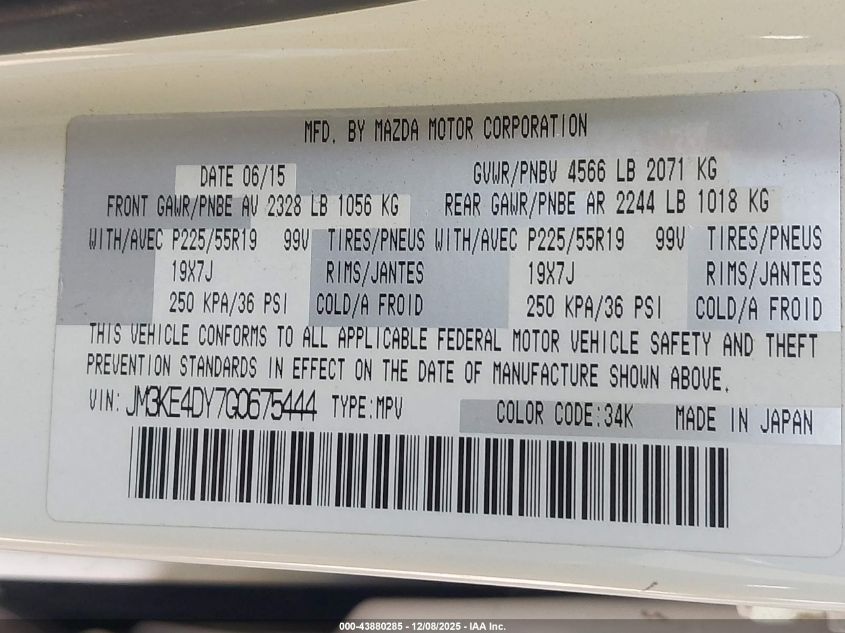 MFD. BY MAZDA MOTOR CORPORATION
DATE 06/15 GVWR/PNBV 4566 LB 2071 KG
FRONT GAWR/PNBE AV 2328 LB 1056 KG REAR GAWR/PNBE AR 2244 LB 1018 KG
WITH/AVEC P225/55R19 99V TIRES/PNEUS WITH/AVEC P225/55R19 99V TIRES/PNEUS
19X7J RIMS/JANTES 19X7J RIMS/JANTES
250 KPA/36 PSI COLD/A FROID 250 KPA/36 PSI COLD/A FROID
THIS VEHICLE CONFORMS TO ALL APPLICABLE FEDERAL MOTOR VEHICLE SAFETY AND THEFT
PREVENTION STANDARDS IN EFFECT ON THE DATE OF MANUFACTURE SHOWN ABOVE.
VIN: JM3KE4DY7G0675444 TYPE:MPV COLOR CODE:34K MADE IN JAPAN
000-43880285 - 12/08/2025 - IAA Inc.